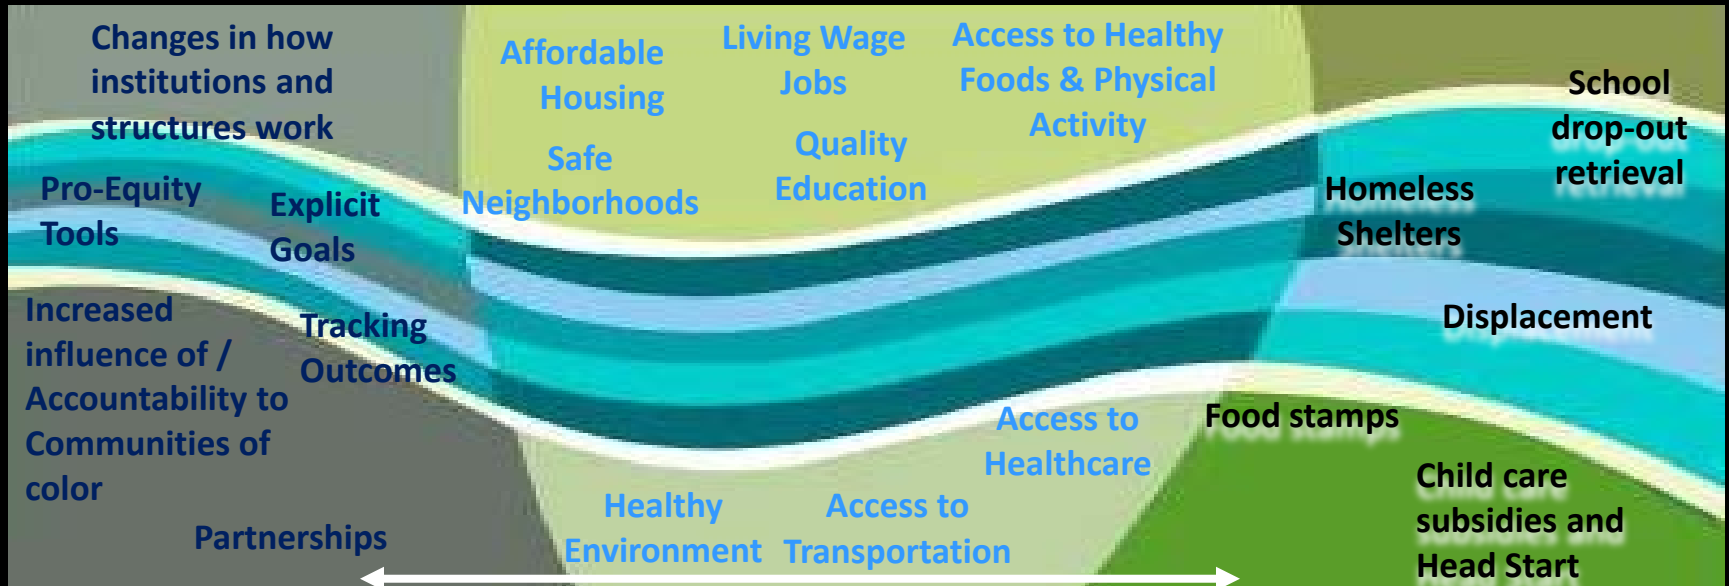 Changes in how
institutions and
structures work
Pro-Equity
Tools
Explicit
Goals
Increased
influence of /
Accountability to
Communities of
color
Tracking
Outcomes
Partnerships
Affordable
Housing
Living Wage
Jobs
Access to Healthy
Foods & Physical
Activity
Safe
Neighborhoods
Quality
Education
Access to
Healthcare
Healthy
Environment
Access to
Transportation
School
drop-out
retrieval
Homeless
Shelters
Displacement
Food stamps
Child care
subsidies and
Head Start